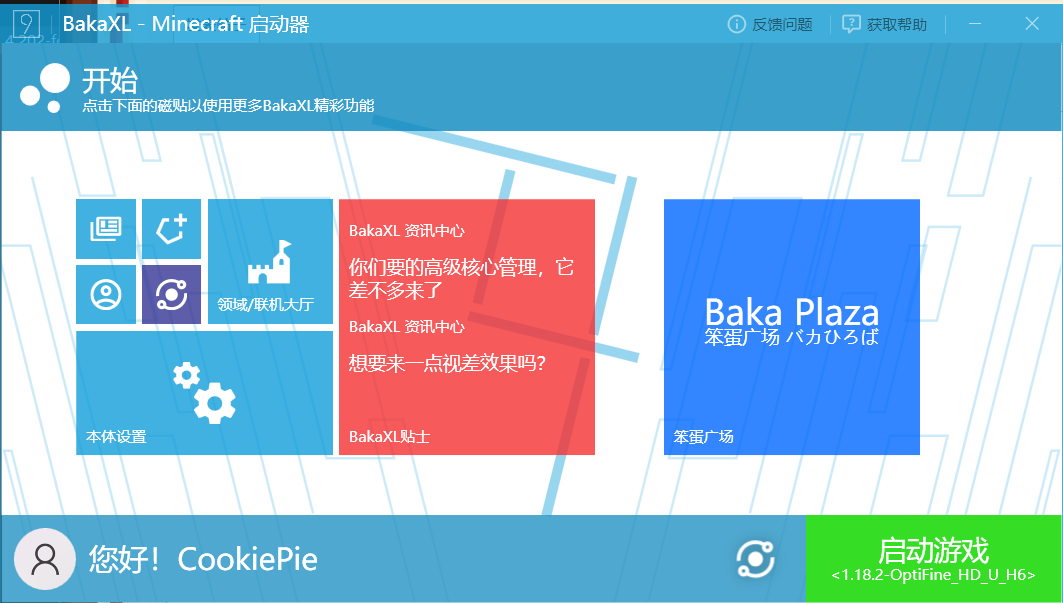 BakaXL - Minecraft 启动器
反馈问题
获取帮助
开始
点击下面的磁贴以使用更多BakaXL精彩功能
领域/联机大厅
本体设置
BakaXL 资讯中心
你们要的高级核心管理，它
差不多来了
BakaXL 资讯中心
想要来一点视差效果吗？
BakaXL贴士
Baka Plaza
笨蛋广场 バカひろば
笨蛋广场
您好！CookiePie
启动游戏
<1.18.2-OptiFine_HD_U_H6>